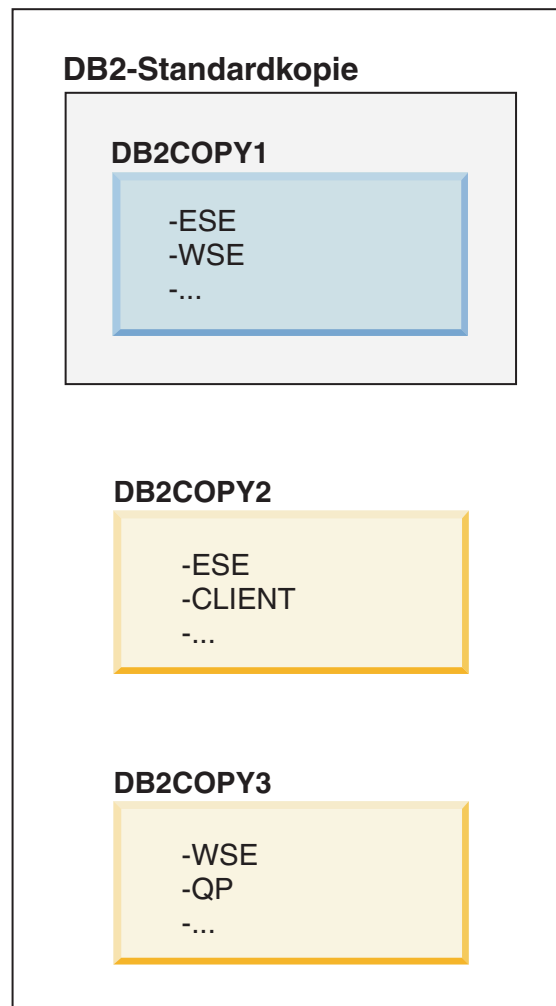 DB2-Standardkopie
DB2COPY1
-ESE
-WSE
-...
DB2COPY2
-ESE
-CLIENT
-...
DB2COPY3
-WSE
-QP
-...